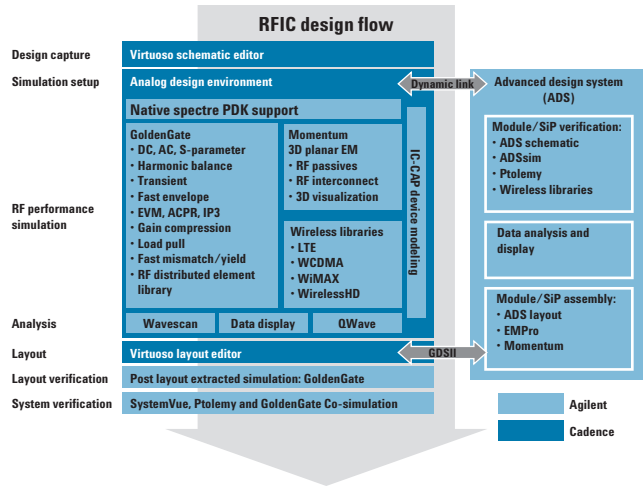 RFIC design flow
Design capture
Virtuoso schematic editor
Simulation setup
Analog design environment
Dynamic link
Native spectre PDK support
RF performance
simulation
GoldenGate
• DC, AC, S-parameter
• Harmonic balance
• Transient
• Fast envelope
• EVM, ACPR, IP3
• Gain compression
• Load pull
• Fast mismatch/yield
• RF distributed element
library
Momentum
3D planar EM
• RF passives
• RF interconnect
• 3D visualization
Wireless libraries
• LTE
• WCDMA
• WiMAX
• WirelessHD
IC-CAP device modeling
Analysis
Wavescan
Data display
QWave
Layout
Virtuoso layout editor
GDSII
Layout verification
Post layout extracted simulation: GoldenGate
System verification
SystemVue, Ptolemy and GoldenGate Co-simulation
Advanced design system
(ADS)
Module/SiP verification:
• ADS schematic
• ADSsim
• Ptolemy
• Wireless libraries
Data analysis and
display
Module/SiP assembly:
• ADS layout
• EMPro
• Momentum
Agilent
Cadence